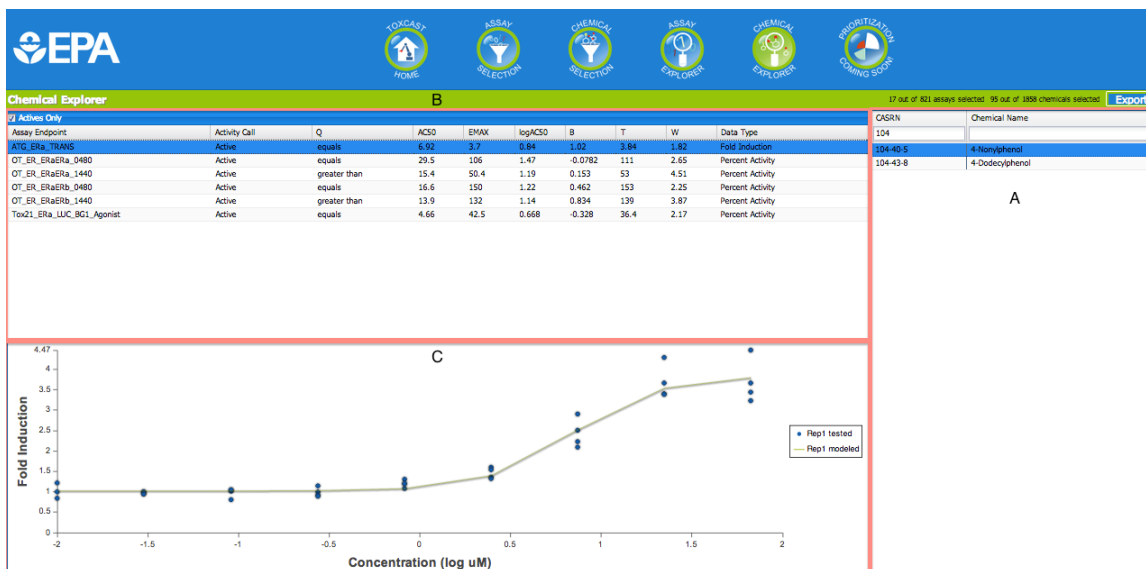 EPA
TOXCAST HOME
ASSAY SELECTION
CHEMICAL SELECTION
ASSAY EXPLORER
CHEMICAL EXPLORER
PRIORITIZATION COMING SOON!
Chemical Explorer B 17 out of 821 assays selected 95 out of 1858 chemicals selected Export
Actives Only
Assay Endpoint Activity Call Q AC50 EMAX logAC50 B T W Data Type
ATG_ERa_TRANS Active equals 6.92 3.7 0.84 1.02 3.84 1.82 Fold Induction
OT_ER_ERaERa_0480 Active equals 29.5 106 1.47 -0.0782 111 2.65 Percent Activity
OT_ER_ERaERa_1440 Active greater than 15.4 50.4 1.19 0.153 53 4.51 Percent Activity
OT_ER_ERaERb_0480 Active equals 16.6 150 1.22 0.462 153 2.25 Percent Activity
OT_ER_ERaERb_1440 Active greater than 13.9 132 1.14 0.834 139 3.87 Percent Activity
Tox21_ERa_LUC_BG1_Agonist Active equals 4.66 42.5 0.668 -0.328 36.4 2.17 Percent Activity
CASRN Chemical Name
104
104-40-5 4-Nonylphenol
104-43-8 4-Dodecylphenol
A
C
Fold Induction
4.47
4
3.5
3
2.5
2
1.5
1
0.5
0
-2 -1.5 -1 -0.5 0 0.5 1 1.5 2
Concentration (log uM)
Rep1 tested
Rep1 modeled